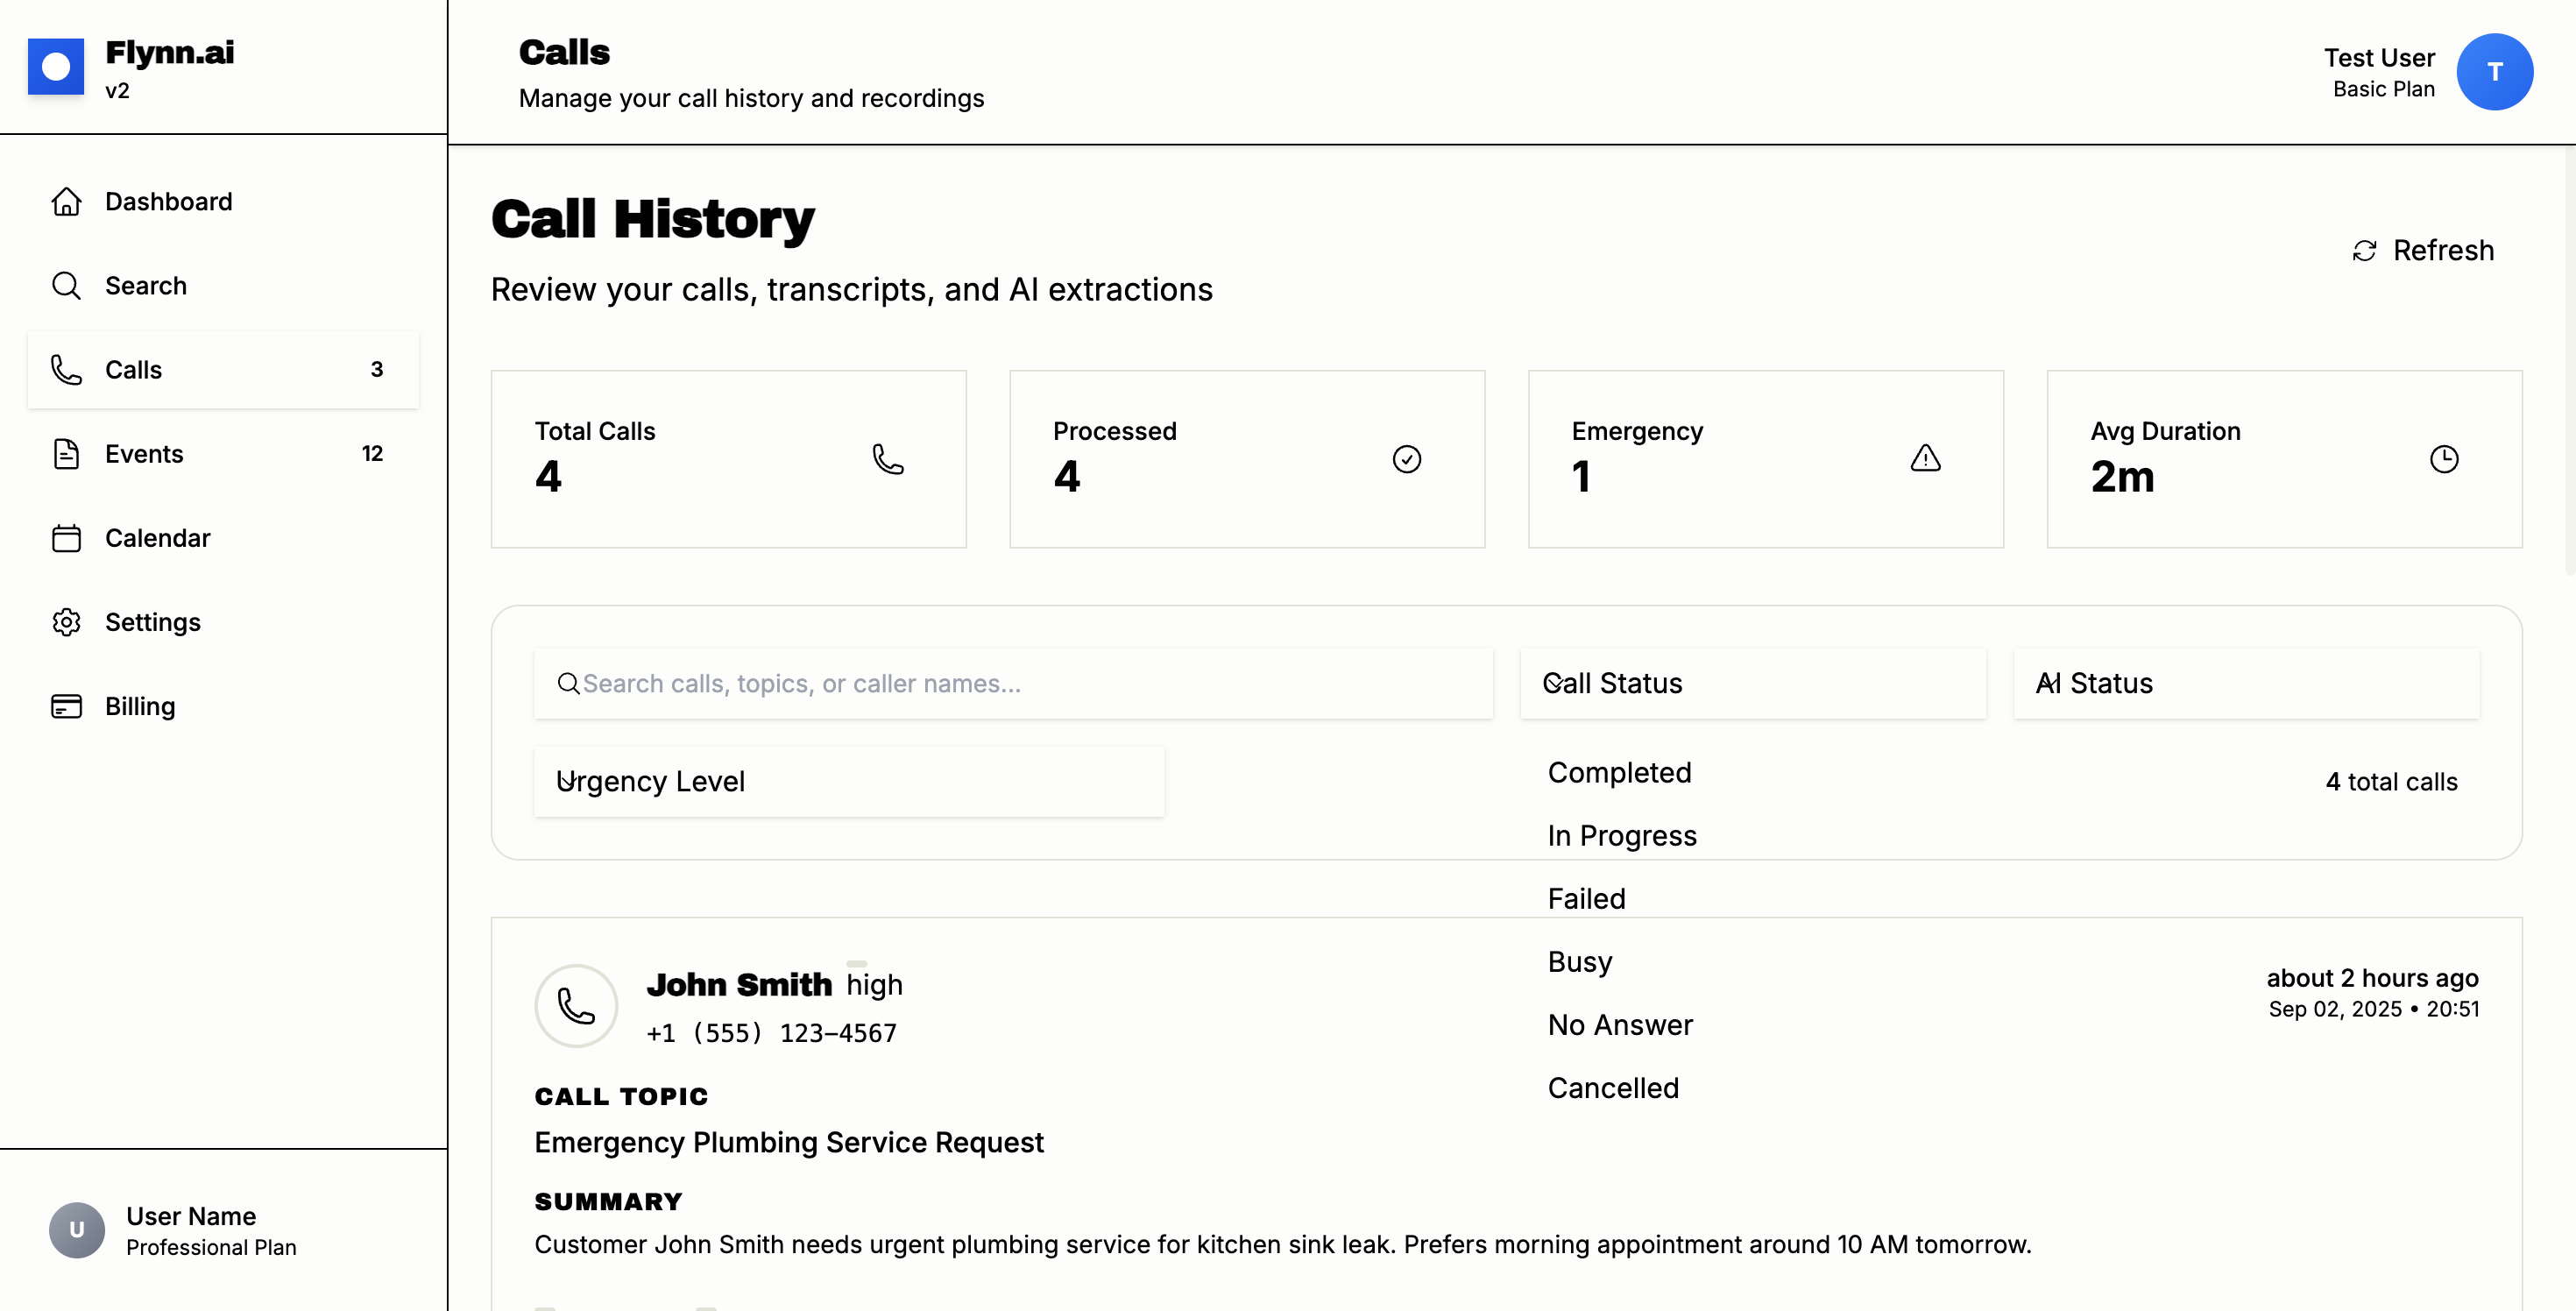 Flynn.ai
v2
Dashboard
Search
Calls 3
Events 12
Calendar
Settings
Billing
U
User Name
Professional Plan
Calls
Manage your call history and recordings
Test User
Basic Plan
T
Call History
Review your calls, transcripts, and AI extractions
Refresh
Total Calls
4
Processed
4
Emergency
1
Avg Duration
2m
Search calls, topics, or caller names...
Call Status
AI Status
Urgency Level
Completed
In Progress
Failed
Busy
No Answer
Cancelled
4 total calls
John Smith high
+1 (555) 123-4567
about 2 hours ago
Sep 02, 2025 • 20:51
CALL TOPIC
Emergency Plumbing Service Request
SUMMARY
Customer John Smith needs urgent plumbing service for kitchen sink leak. Prefers morning appointment around 10 AM tomorrow.